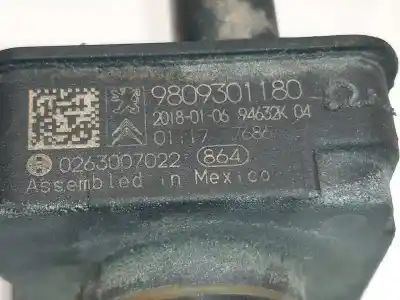 9809301180
2018-01-06 94632K 04
01:17 7686
0263007022 864
Assembled in Mexico